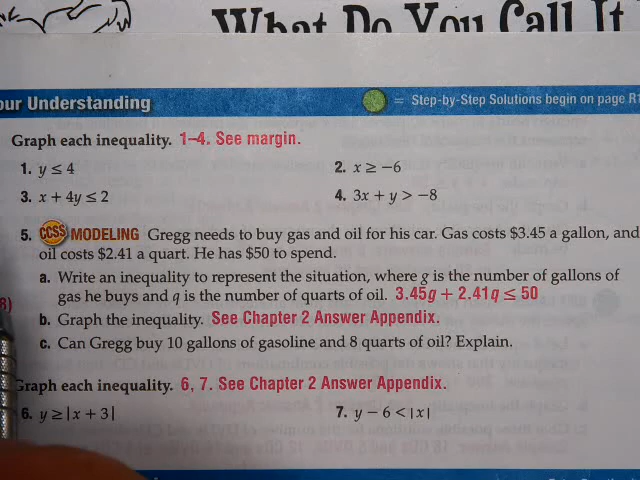 What Do You Call It
our Understanding
= Step-by-Step Solutions begin on page R1
Graph each inequality. 1–4. See margin.
1. y ≤ 4
2. x ≥ −6
3. x + 4y ≤ 2
4. 3x + y > −8
5. CCSS MODELING Gregg needs to buy gas and oil for his car. Gas costs $3.45 a gallon, and
oil costs $2.41 a quart. He has $50 to spend.
a. Write an inequality to represent the situation, where g is the number of gallons of
gas he buys and q is the number of quarts of oil. 3.45g + 2.41q ≤ 50
b. Graph the inequality. See Chapter 2 Answer Appendix.
c. Can Gregg buy 10 gallons of gasoline and 8 quarts of oil? Explain.
Graph each inequality. 6, 7. See Chapter 2 Answer Appendix.
6. y ≥ |x + 3|
7. y − 6 < |x|